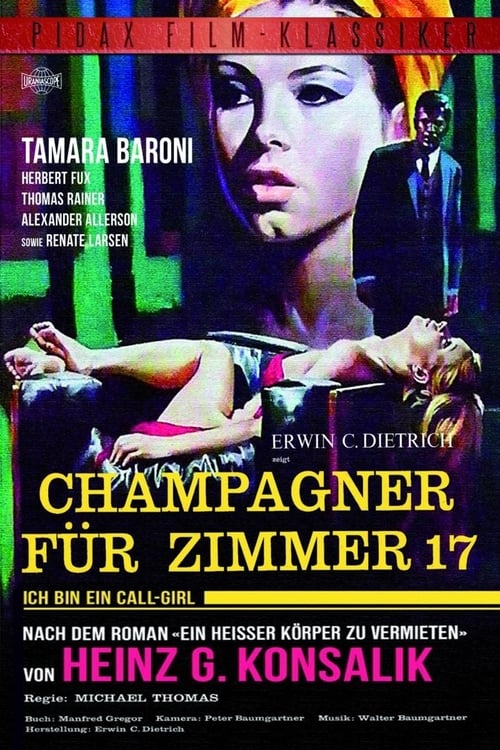 PIDAX FILM-KLASSIKER
URANIASCOPE
TAMARA BARONI
HERBERT FUX
THOMAS RAINER
ALEXANDER ALLERSON
SOWIE RENATE LARSEN
ERWIN C. DIETRICH
zeigt
CHAMPAGNER
FÜR ZIMMER 17
ICH BIN EIN CALL-GIRL
NACH DEM ROMAN «EIN HEISSER KÖRPER ZU VERMIETEN»
VON HEINZ G. KONSALIK
Regie: MICHAEL THOMAS
Buch: Manfred Gregor Kamera: Peter Baumgartner Musik: Walter Baumgartner
Herstellung: Erwin C. Dietrich